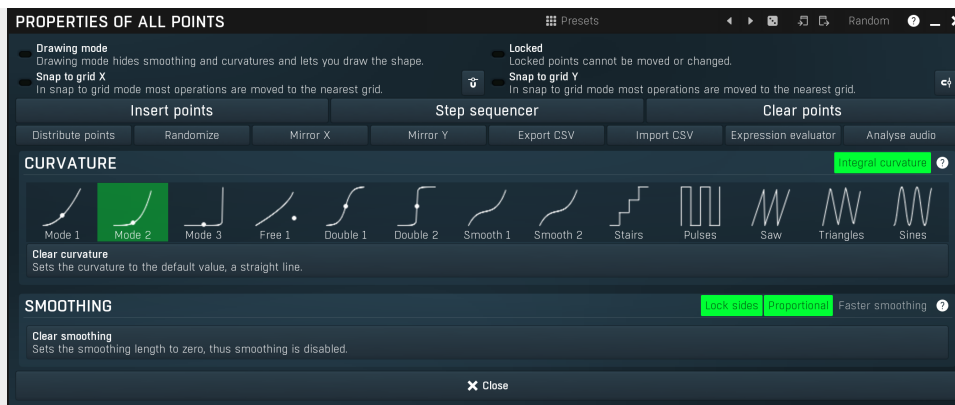 PROPERTIES OF ALL POINTS
Presets
Random
?
Drawing mode
Drawing mode hides smoothing and curvatures and lets you draw the shape.
Locked
Locked points cannot be moved or changed.
Snap to grid X
In snap to grid mode most operations are moved to the nearest grid.
Snap to grid Y
In snap to grid mode most operations are moved to the nearest grid.
Insert points
Step sequencer
Clear points
Distribute points
Randomize
Mirror X
Mirror Y
Export CSV
Import CSV
Expression evaluator
Analyse audio
CURVATURE
Integral curvature
?
Mode 1
Mode 2
Mode 3
Free 1
Double 1
Double 2
Smooth 1
Smooth 2
Stairs
Pulses
Saw
Triangles
Sines
Clear curvature
Sets the curvature to the default value, a straight line.
SMOOTHING
Lock sides
Proportional
Faster smoothing
?
Clear smoothing
Sets the smoothing length to zero, thus smoothing is disabled.
Close